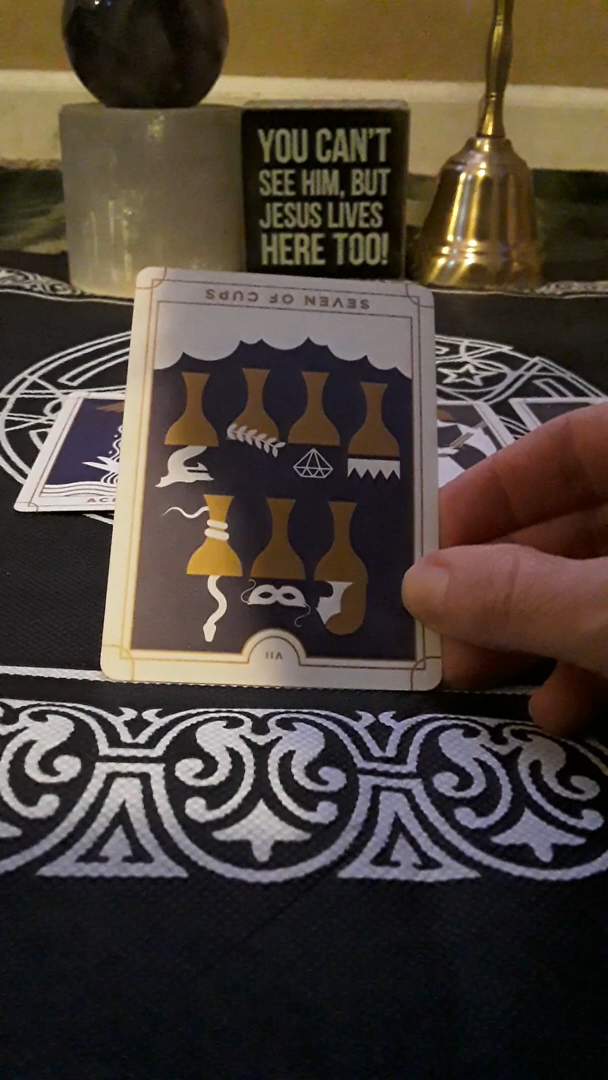 YOU CAN'T
SEE HIM, BUT
JESUS LIVES
HERE TOO!
SEVEN OF CUPS
VII